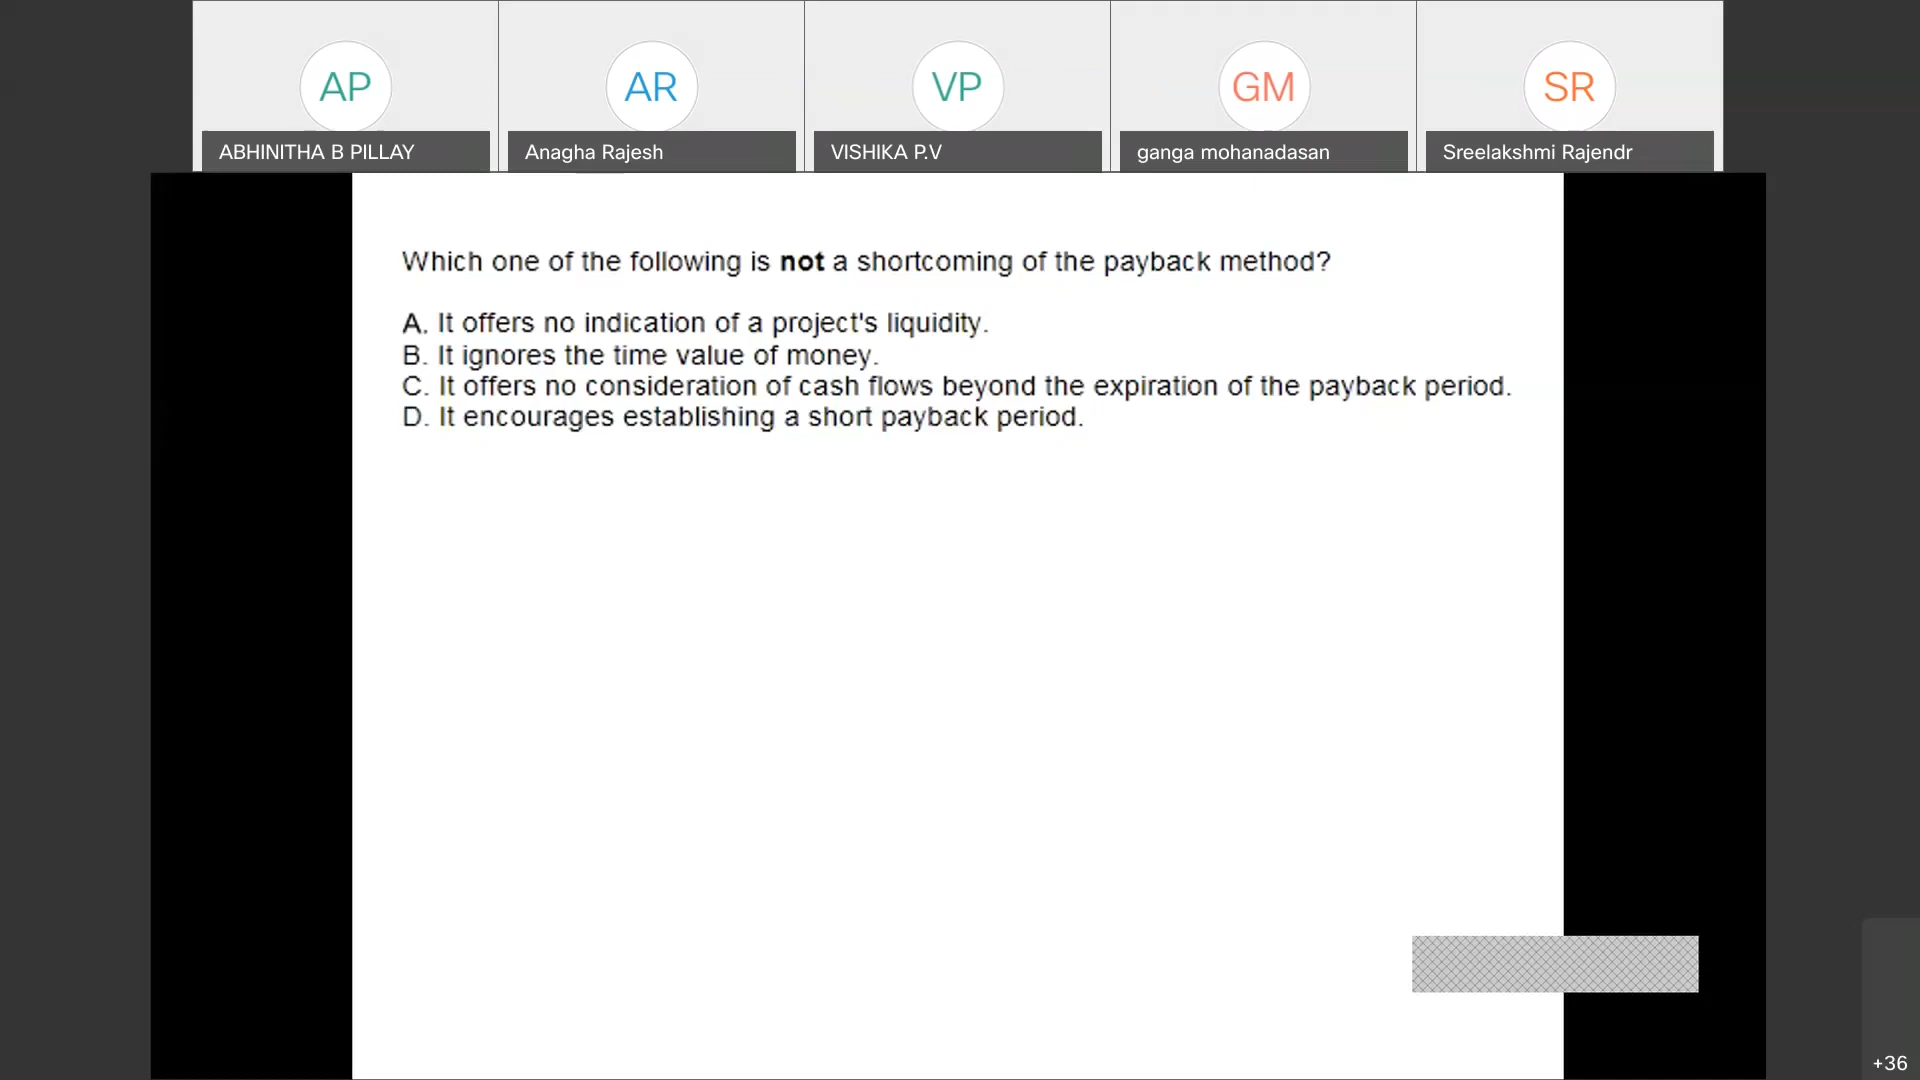 AP AR VP GM SR
ABHINITHA B PILLAY Anagha Rajesh VISHIKA P.V ganga mohanadasan Sreelakshmi Rajendr
Which one of the following is not a shortcoming of the payback method?
A. It offers no indication of a project's liquidity.
B. It ignores the time value of money.
C. It offers no consideration of cash flows beyond the expiration of the payback period.
D. It encourages establishing a short payback period.
+36